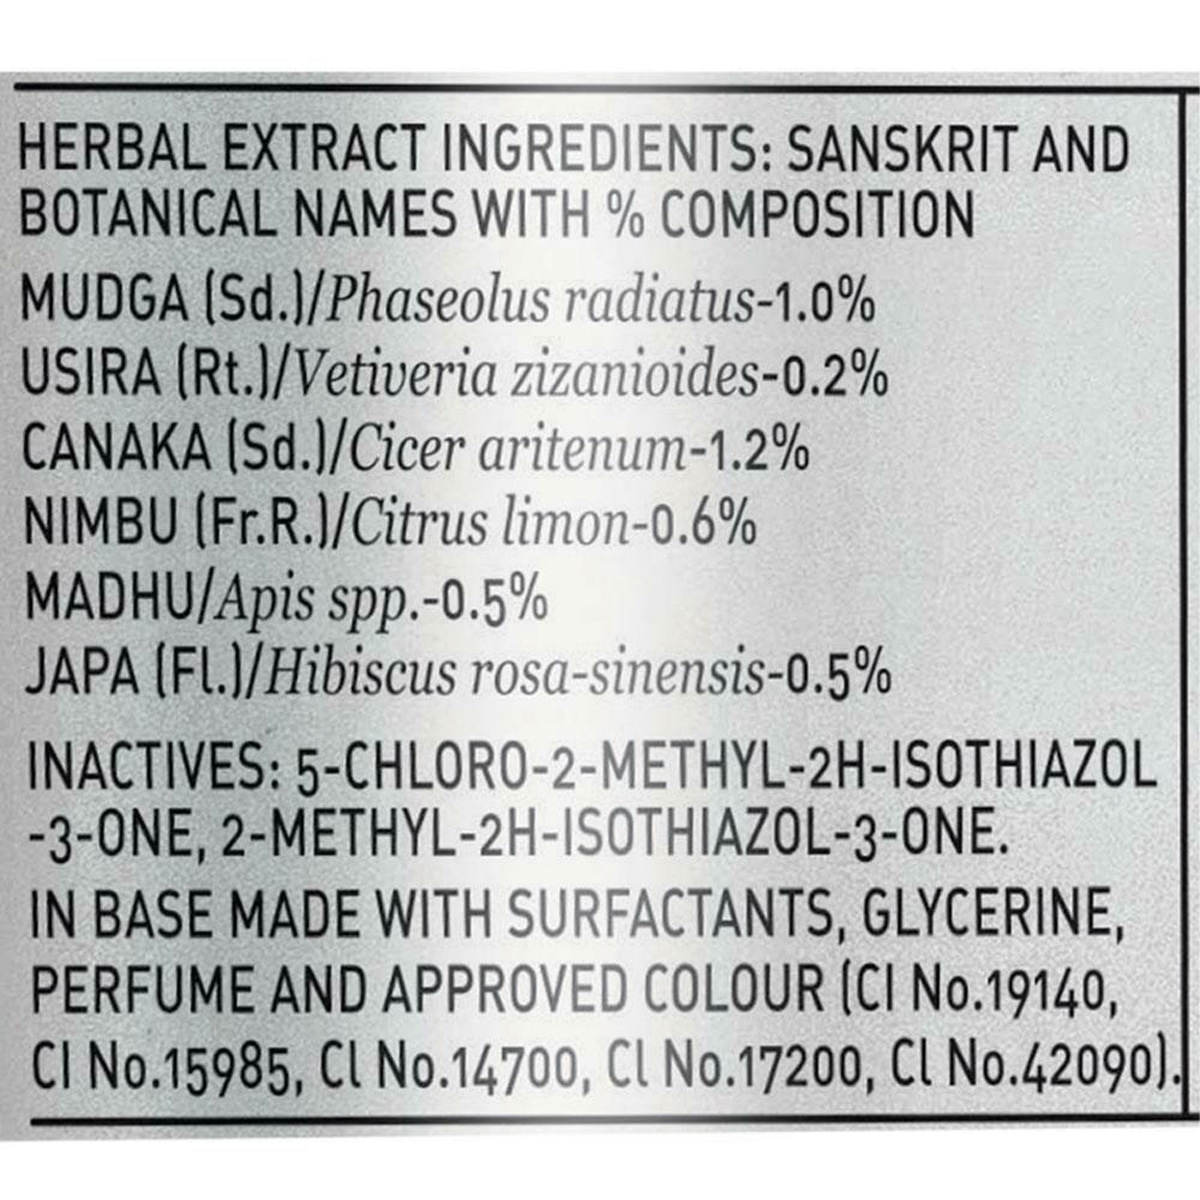 HERBAL EXTRACT INGREDIENTS: SANSKRIT AND
BOTANICAL NAMES WITH % COMPOSITION
MUDGA (Sd.)/Phaseolus radiatus-1.0%
USIRA (Rt.)/Vetiveria zizanioides-0.2%
CANAKA (Sd.)/Cicer aritenum-1.2%
NIMBU (Fr.R.)/Citrus limon-0.6%
MADHU/Apis spp.-0.5%
JAPA (Fl.)/Hibiscus rosa-sinensis-0.5%
INACTIVES: 5-CHLORO-2-METHYL-2H-ISOTHIAZOL
-3-ONE, 2-METHYL-2H-ISOTHIAZOL-3-ONE.
IN BASE MADE WITH SURFACTANTS, GLYCERINE,
PERFUME AND APPROVED COLOUR (CI No.19140,
CI No.15985, Cl No.14700, Cl No.17200, Cl No.42090).